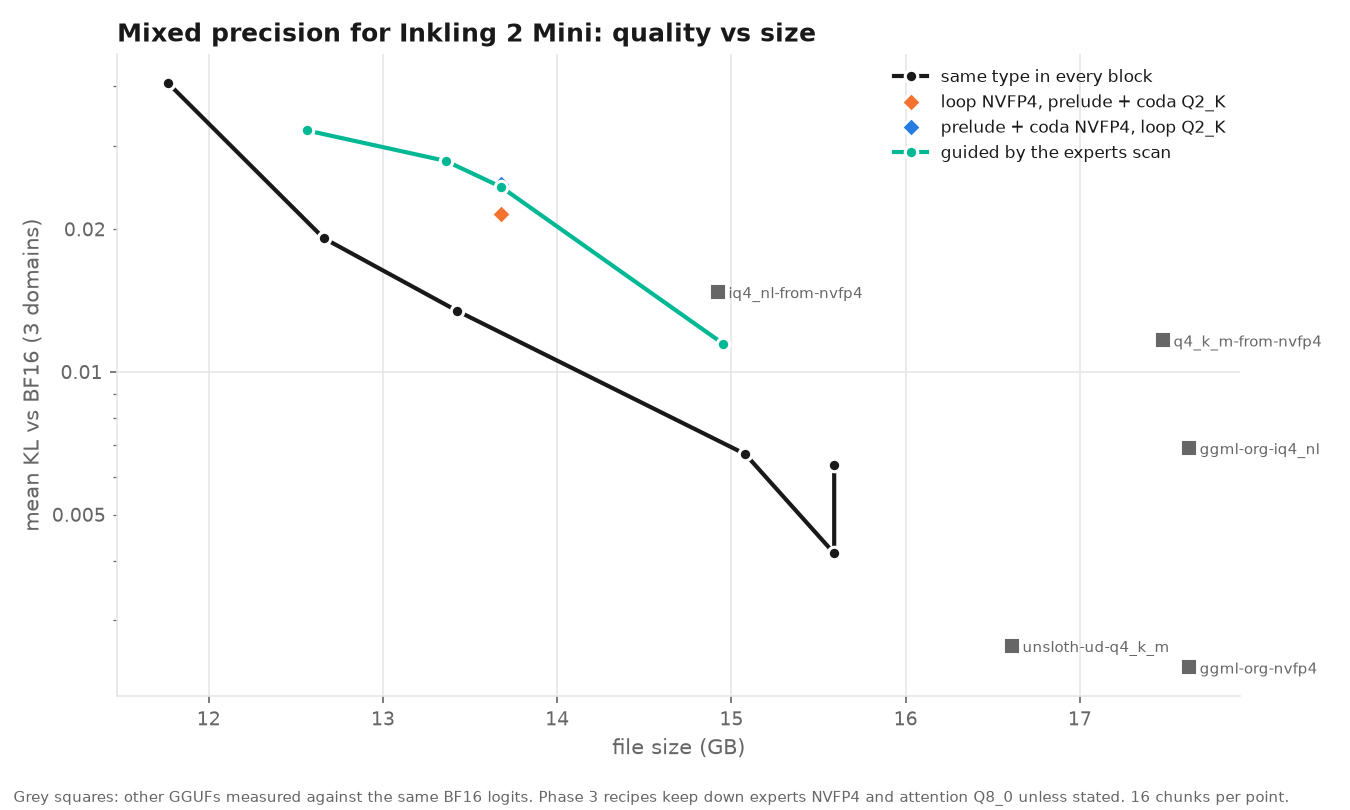 Mixed precision for Inkling 2 Mini: quality vs size
same type in every block
loop NVFP4, prelude + coda Q2_K
prelude + coda NVFP4, loop Q2_K
guided by the experts scan
mean KL vs BF16 (3 domains)
0.02
0.01
0.005
iq4_nl-from-nvfp4
q4_k_m-from-nvfp4
ggml-org-iq4_nl
unsloth-ud-q4_k_m
ggml-org-nvfp4
12 13 14 15 16 17
file size (GB)
Grey squares: other GGUFs measured against the same BF16 logits. Phase 3 recipes keep down experts NVFP4 and attention Q8_0 unless stated. 16 chunks per point.